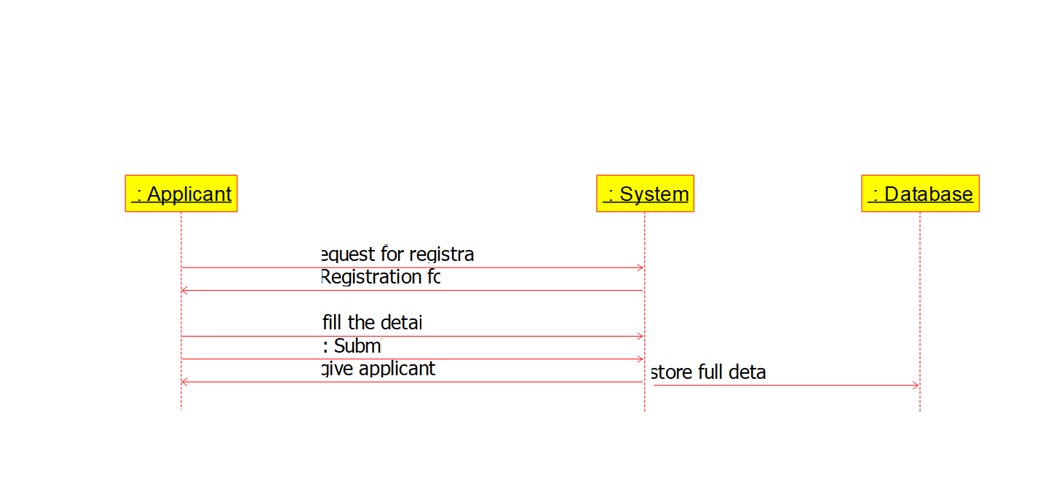 : Applicant
: System
: Database
equest for registra
Registration fc
fill the detai
: Subm
give applicant
store full deta